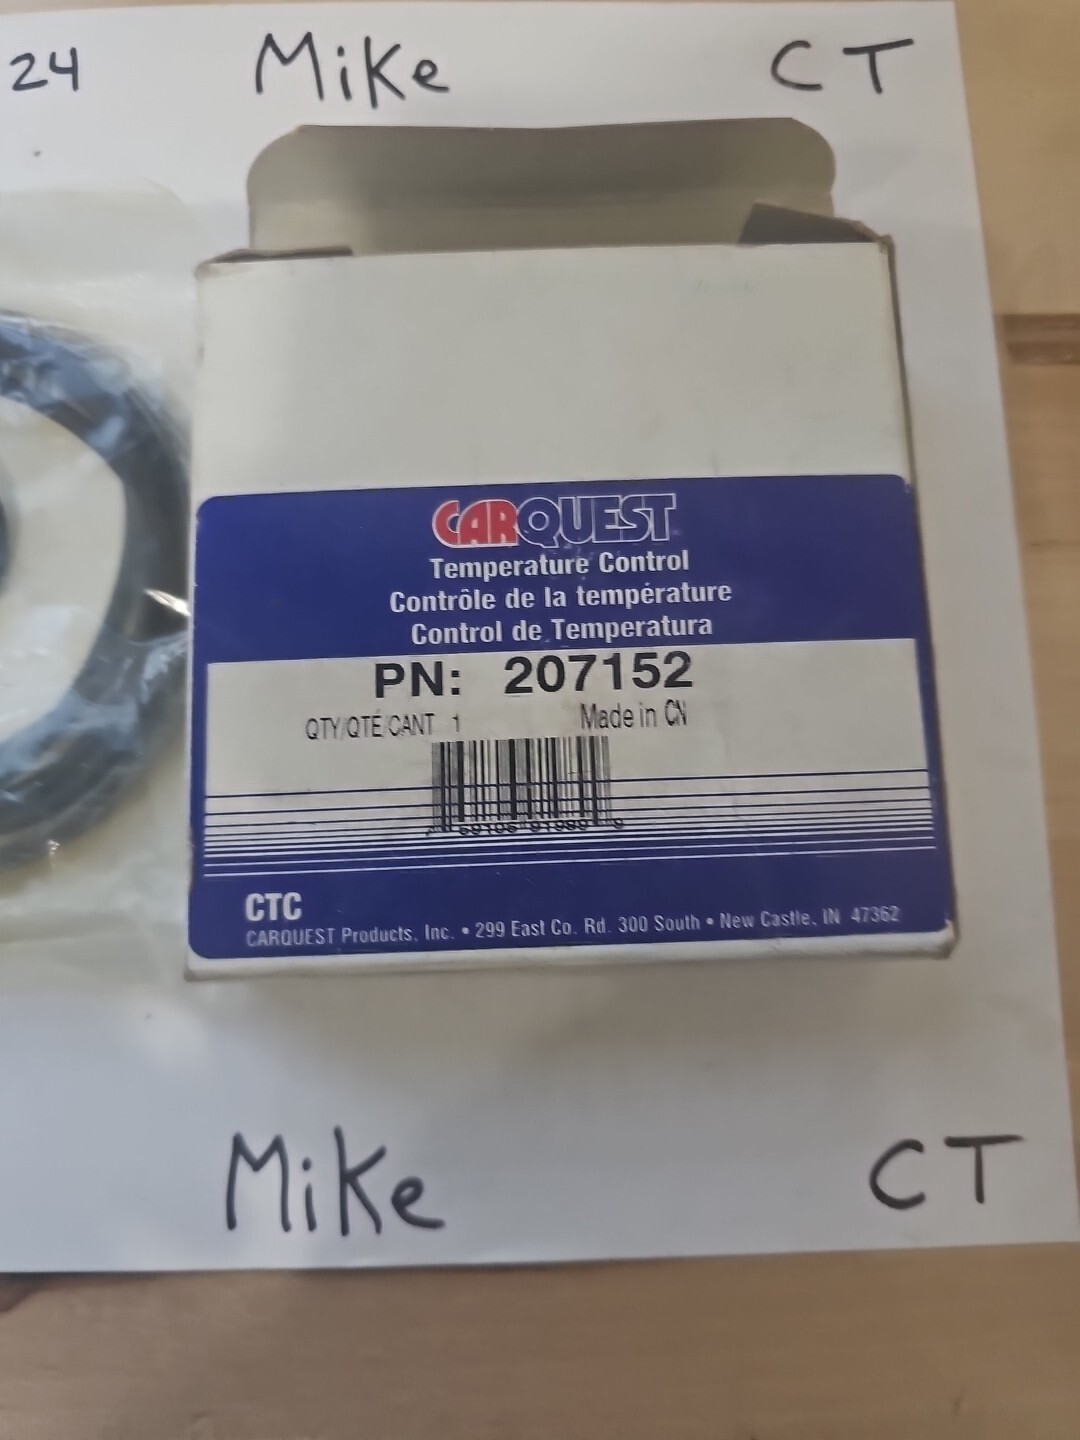 24 Mike CT
CARQUEST
Temperature Control
Contrôle de la température
Control de Temperatura
PN: 207152
QTY/QTÉ/CANT 1 Made in CN
CTC
CARQUEST Products, Inc. • 299 East Co. Rd. 300 South • New Castle, IN 47362
Mike CT